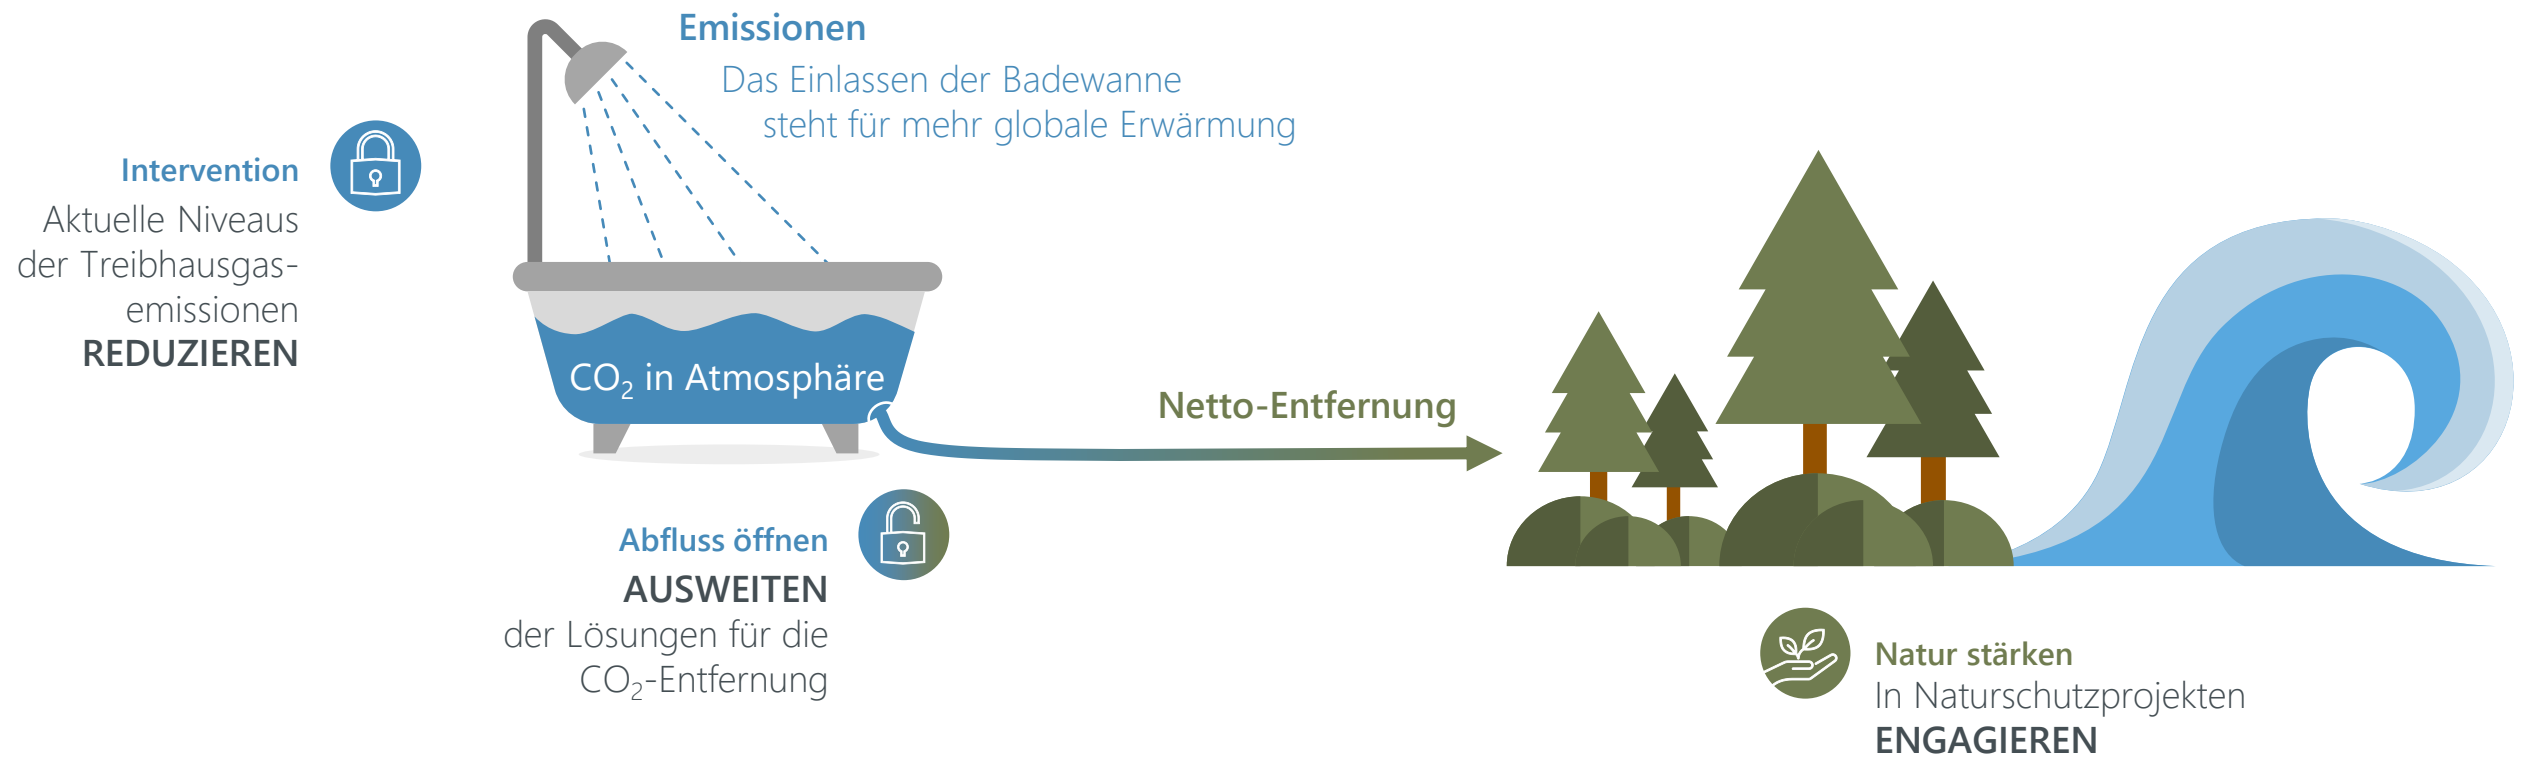 Emissionen
Das Einlassen der Badewanne
steht für mehr globale Erwärmung
Intervention
Aktuelle Niveaus
der Treibhausgas-
emissionen
REDUZIEREN
CO₂ in Atmosphäre
Netto-Entfernung
Abfluss öffnen
AUSWEITEN
der Lösungen für die
CO₂-Entfernung
Natur stärken
In Naturschutzprojekten
ENGAGIEREN